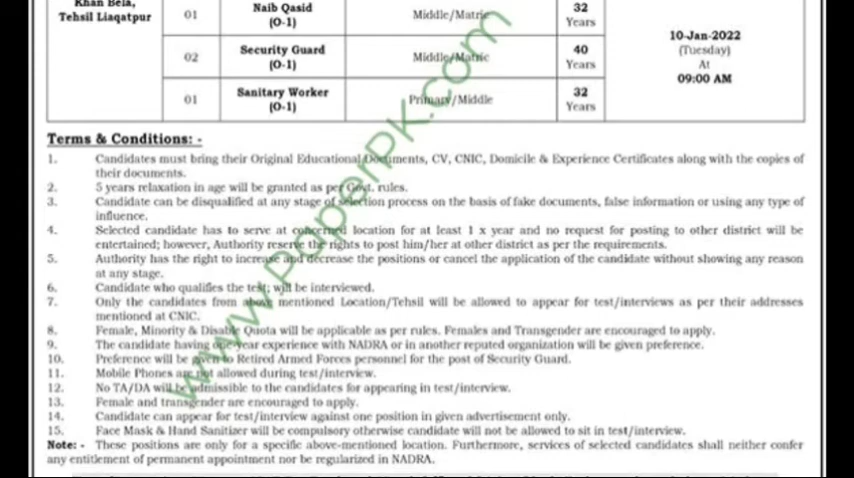 Khan Bela,
Tehsil Liaqatpur
01
Naib Qasid
(O-1)
Middle/Matric
32
Years
02
Security Guard
(O-1)
Middle/Matric
40
Years
01
Sanitary Worker
(O-1)
Primary/Middle
32
Years
10-Jan-2022
(Tuesday)
At
09:00 AM
www.PaperPK.com
Terms & Conditions: -
1. Candidates must bring their Original Educational Documents, CV, CNIC, Domicile & Experience Certificates along with the copies of
their documents.
2. 5 years relaxation in age will be granted as per Govt. rules.
3. Candidate can be disqualified at any stage of selection process on the basis of fake documents, false information or using any type of
influence.
4. Selected candidate has to serve at concerned location for at least 1 x year and no request for posting to other district will be
entertained; however, Authority reserve the rights to post him/her at other district as per the requirements.
5. Authority has the right to increase and decrease the positions or cancel the application of the candidate without showing any reason
at any stage.
6. Candidate who qualifies the test; will be interviewed.
7. Only the candidates from above mentioned Location/Tehsil will be allowed to appear for test/interviews as per their addresses
mentioned at CNIC.
8. Female, Minority & Disable Quota will be applicable as per rules. Females and Transgender are encouraged to apply.
9. The candidate having one year experience with NADRA or in another reputed organization will be given preference.
10. Preference will be given to Retired Armed Forces personnel for the post of Security Guard.
11. Mobile Phones are not allowed during test/interview.
12. No TA/DA will be admissible to the candidates for appearing in test/interview.
13. Female and transgender are encouraged to apply.
14. Candidate can appear for test/interview against one position in given advertisement only.
15. Face Mask & Hand Sanitizer will be compulsory otherwise candidate will not be allowed to sit in test/interview.
Note: - These positions are only for a specific above-mentioned location. Furthermore, services of selected candidates shall neither confer
any entitlement of permanent appointment nor be regularized in NADRA.